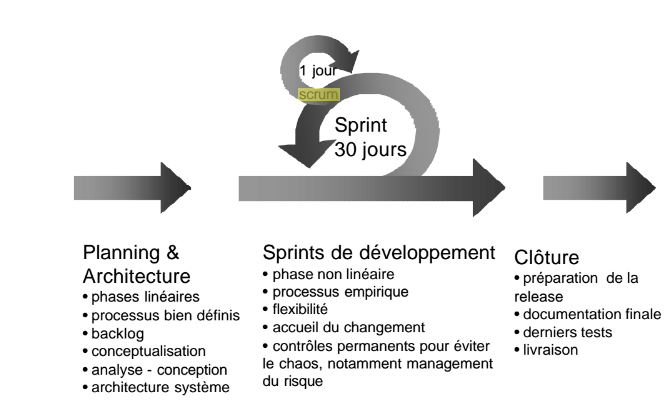 1 jour
scrum
Sprint
30 jours
Planning &
Architecture
• phases linéaires
• processus bien définis
• backlog
• conceptualisation
• analyse - conception
• architecture système
Sprints de développement
• phase non linéaire
• processus empirique
• flexibilité
• accueil du changement
• contrôles permanents pour éviter
le chaos, notamment management
du risque
Clôture
• préparation de la
release
• documentation finale
• derniers tests
• livraison